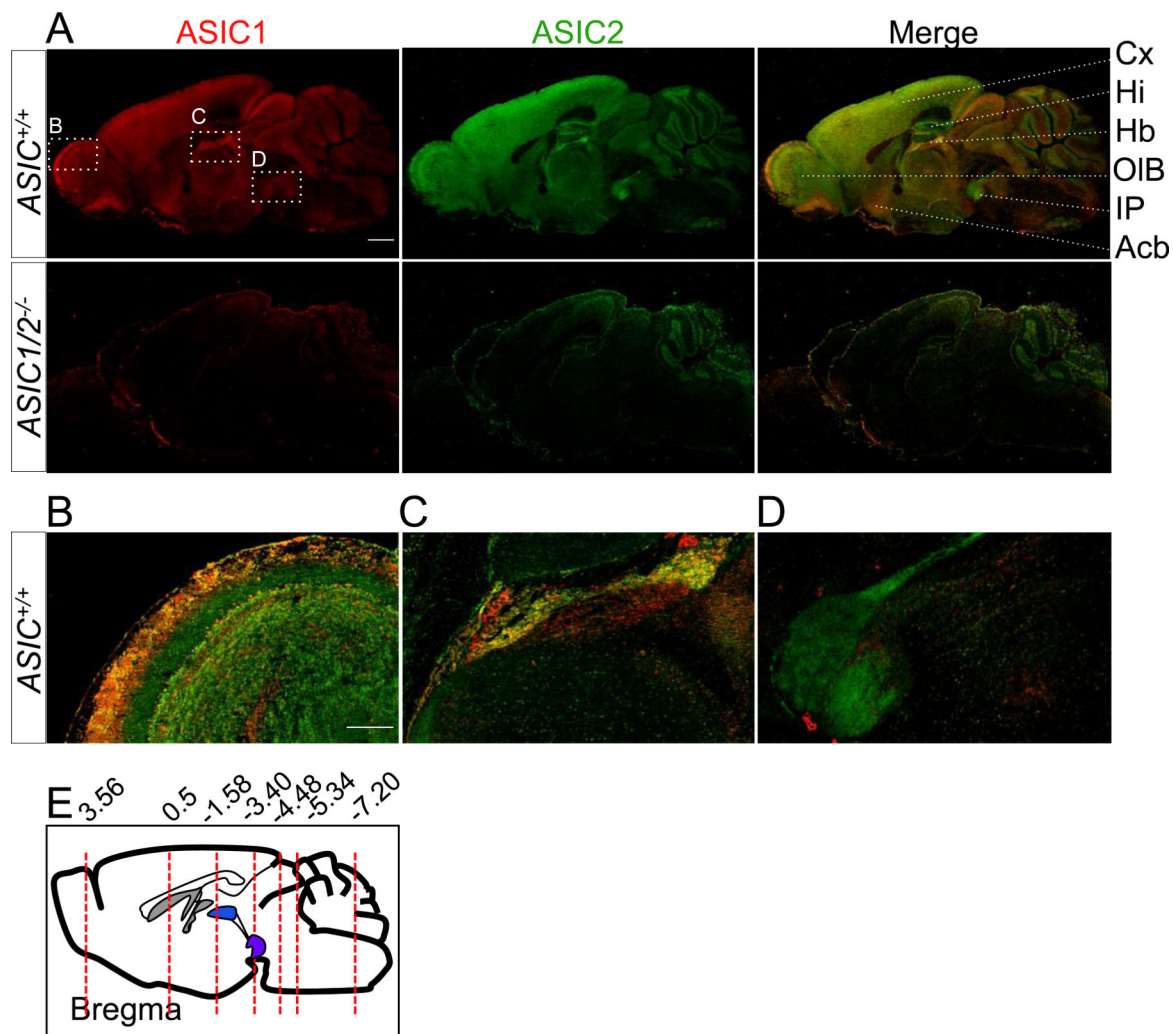 A ASIC1 ASIC2 Merge
ASIC+/+
B
C
D
Cx
Hi
Hb
OlB
IP
Acb
ASIC1/2-/-
B C D
ASIC+/+
E 3.56 0.5 -1.58 -3.40 -4.48 -5.34 -7.20
Bregma